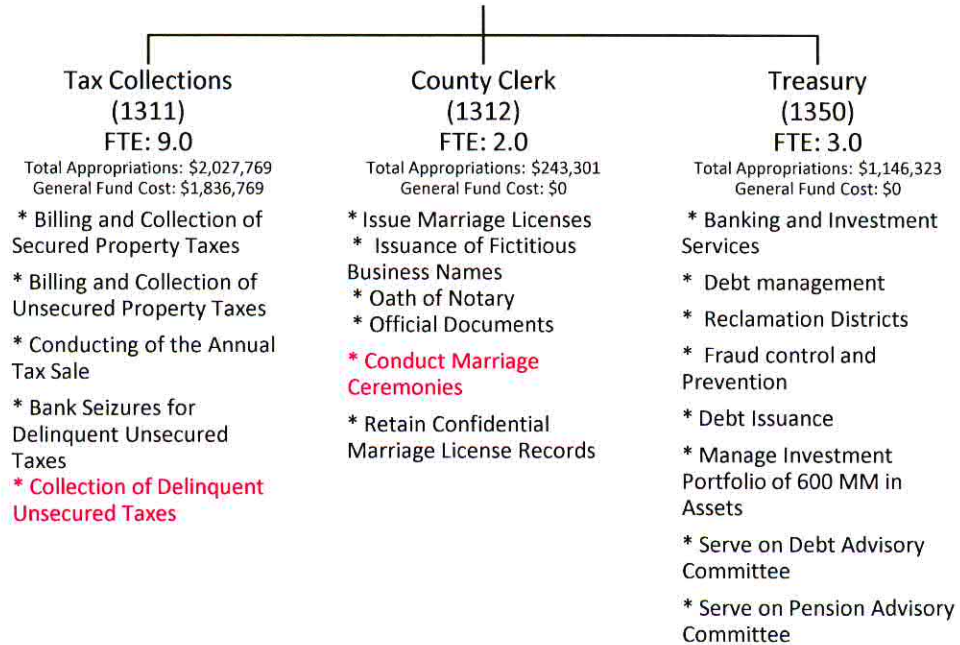 Tax Collections
(1311)
FTE: 9.0
Total Appropriations: $2,027,769
General Fund Cost: $1,836,769
* Billing and Collection of
Secured Property Taxes
* Billing and Collection of
Unsecured Property Taxes
* Conducting of the Annual
Tax Sale
* Bank Seizures for
Delinquent Unsecured
Taxes
* Collection of Delinquent
Unsecured Taxes
County Clerk
(1312)
FTE: 2.0
Total Appropriations: $243,301
General Fund Cost: $0
* Issue Marriage Licenses
* Issuance of Fictitious
Business Names
* Oath of Notary
* Official Documents
* Conduct Marriage
Ceremonies
* Retain Confidential
Marriage License Records
Treasury
(1350)
FTE: 3.0
Total Appropriations: $1,146,323
General Fund Cost: $0
* Banking and Investment
Services
* Debt management
* Reclamation Districts
* Fraud control and
Prevention
* Debt Issuance
* Manage Investment
Portfolio of 600 MM in
Assets
* Serve on Debt Advisory
Committee
* Serve on Pension Advisory
Committee